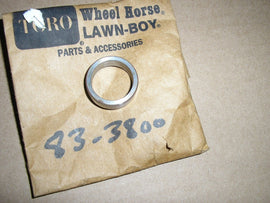 TORO
Wheel Horse®
LAWN-BOY®
PARTS & ACCESSORIES
83-3800